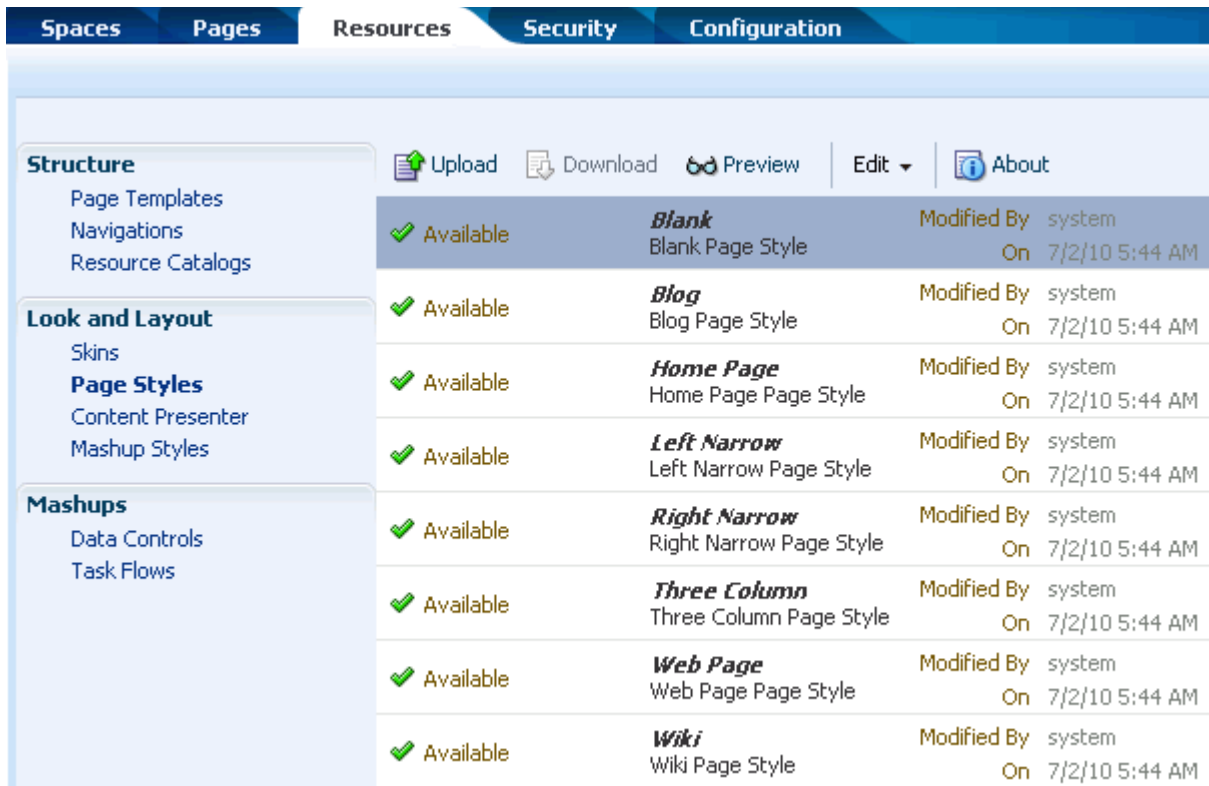 Spaces Pages Resources Security Configuration
Structure
Page Templates
Navigations
Resource Catalogs
Look and Layout
Skins
Page Styles
Content Presenter
Mashup Styles
Mashups
Data Controls
Task Flows
Upload Download Preview Edit About
Available Blank Modified By system
Blank Page Style On 7/2/10 5:44 AM
Available Blog Modified By system
Blog Page Style On 7/2/10 5:44 AM
Available Home Page Modified By system
Home Page Page Style On 7/2/10 5:44 AM
Available Left Narrow Modified By system
Left Narrow Page Style On 7/2/10 5:44 AM
Available Right Narrow Modified By system
Right Narrow Page Style On 7/2/10 5:44 AM
Available Three Column Modified By system
Three Column Page Style On 7/2/10 5:44 AM
Available Web Page Modified By system
Web Page Page Style On 7/2/10 5:44 AM
Available Wiki Modified By system
Wiki Page Style On 7/2/10 5:44 AM